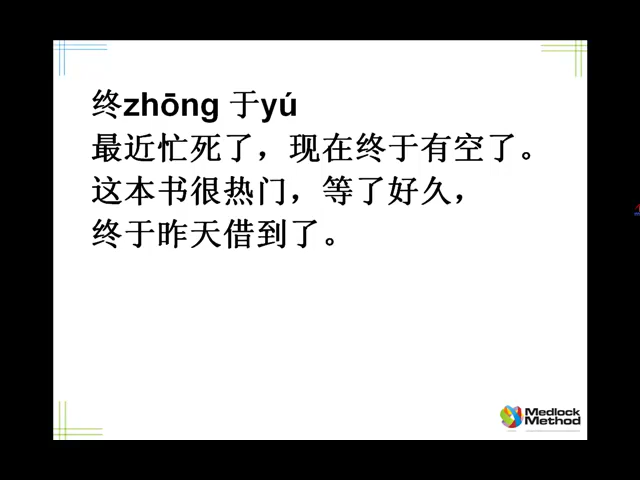 终zhōng 于yú
最近忙死了，现在终于有空了。
这本书很热门，等了好久，
终于昨天借到了。
Medlock
Method